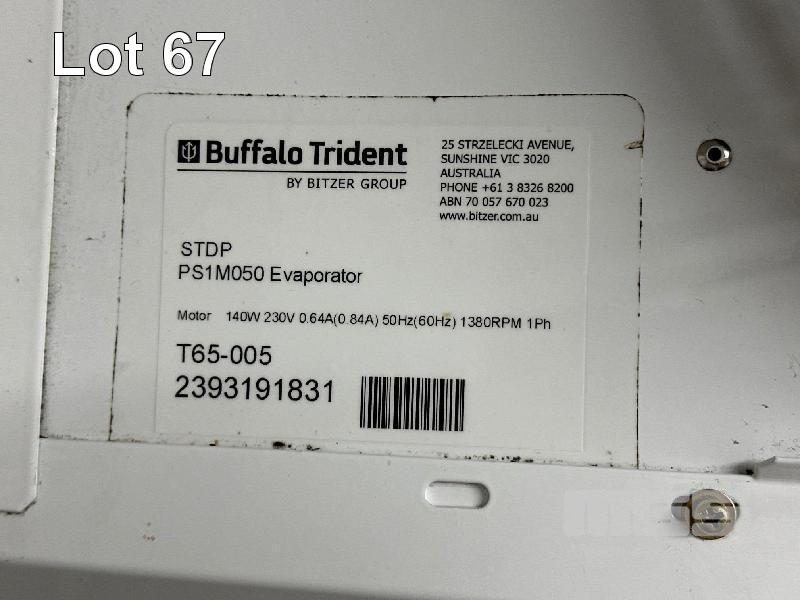 Lot 67
Buffalo Trident
BY BITZER GROUP
25 STRZELECKI AVENUE,
SUNSHINE VIC 3020
AUSTRALIA
PHONE +61 3 8326 8200
ABN 70 057 670 023
www.bitzer.com.au
STDP
PS1M050 Evaporator
Motor 140W 230V 0.64A(0.84A) 50Hz(60Hz) 1380RPM 1Ph
T65-005
2393191831